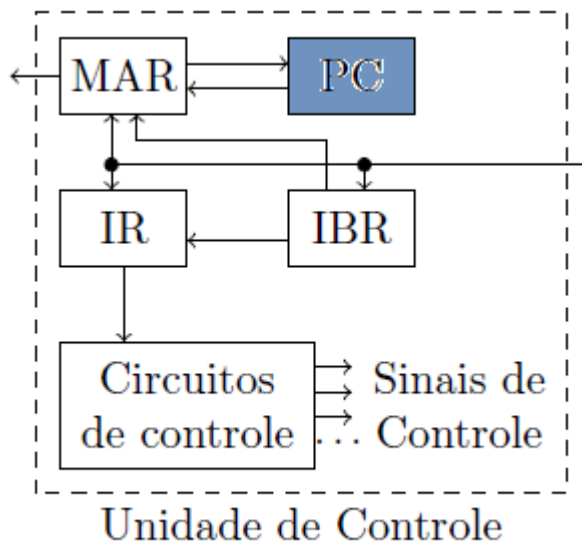 MAR
PC
IR
IBR
Circuitos
de controle
Sinais de
... Controle
Unidade de Controle